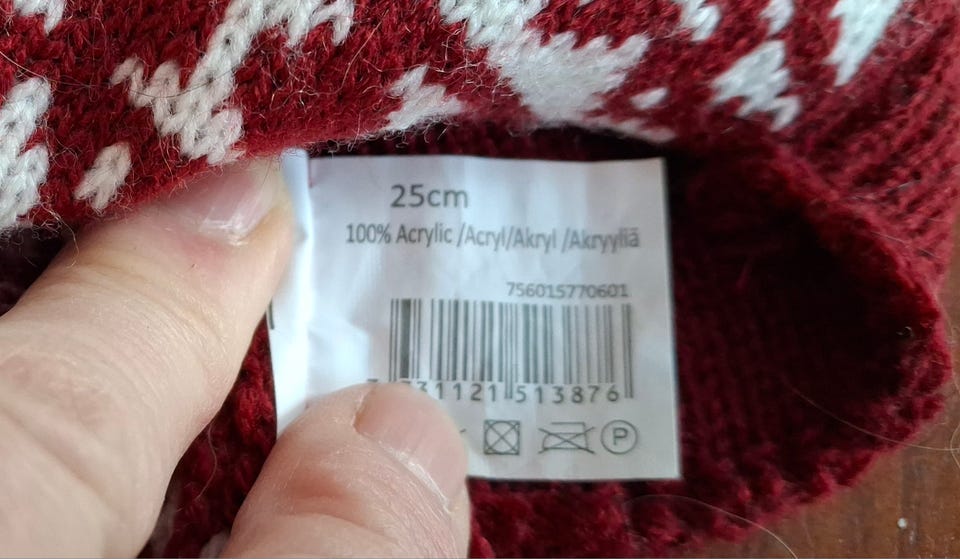 25cm
100% Acrylic /Acryl/Akryl /Akryyliä
756015770601
31121 513876
P